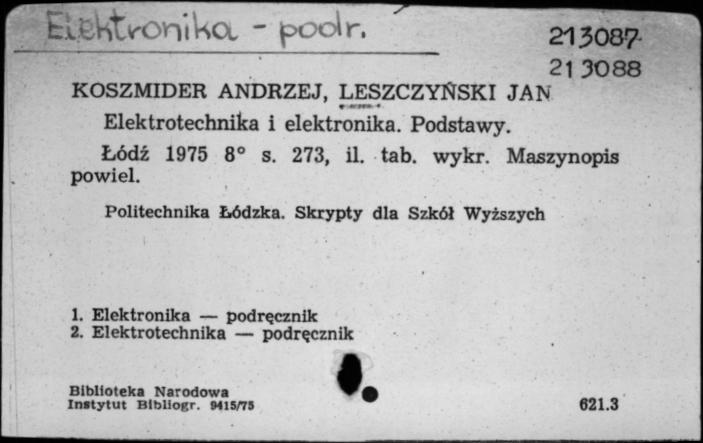 Elektronika - podr.
213087
213088
KOSZMIDER ANDRZEJ, LESZCZYŃSKI JAN
Elektrotechnika i elektronika. Podstawy.
Łódź 1975 8° s. 273, il. tab. wykr. Maszynopis
powiel.
Politechnika Łódzka. Skrypty dla Szkół Wyższych
1. Elektronika — podręcznik
2. Elektrotechnika — podręcznik
Biblioteka Narodowa
Instytut Bibliogr. 9415/75
621.3